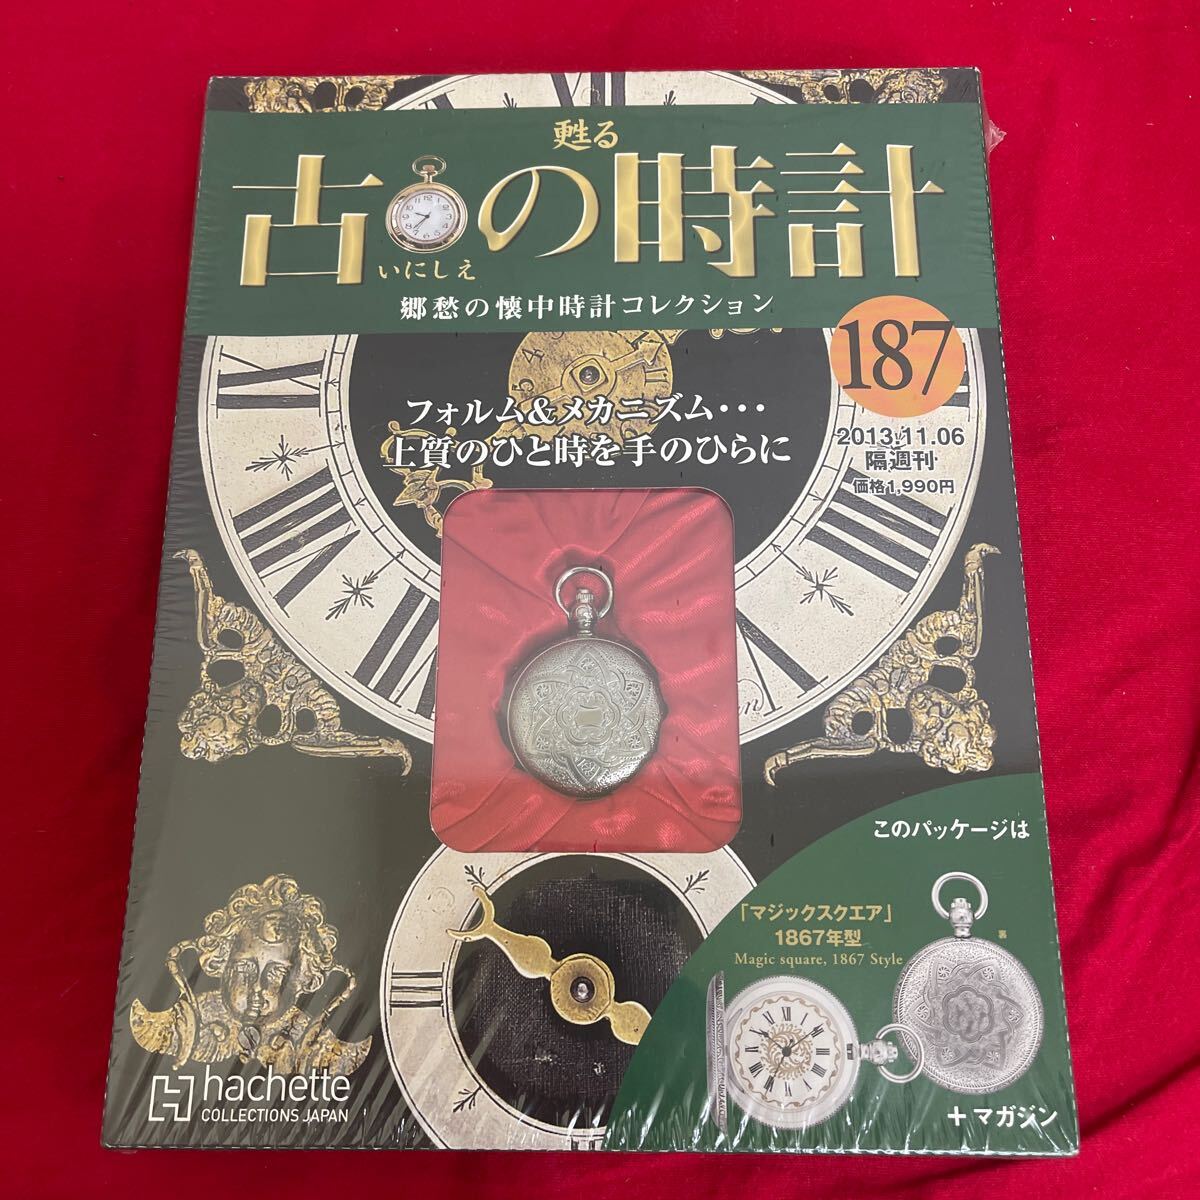 甦る
古の時計
いにしえ
郷愁の懐中時計コレクション
187
2013.11.06
隔週刊
価格1,990円
フォルム&メカニズム・・・
上質のひと時を手のひらに
このパッケージは
「マジックスクエア」
1867年型
Magic square, 1867 Style
裏
+マガジン
hachette
COLLECTIONS JAPAN